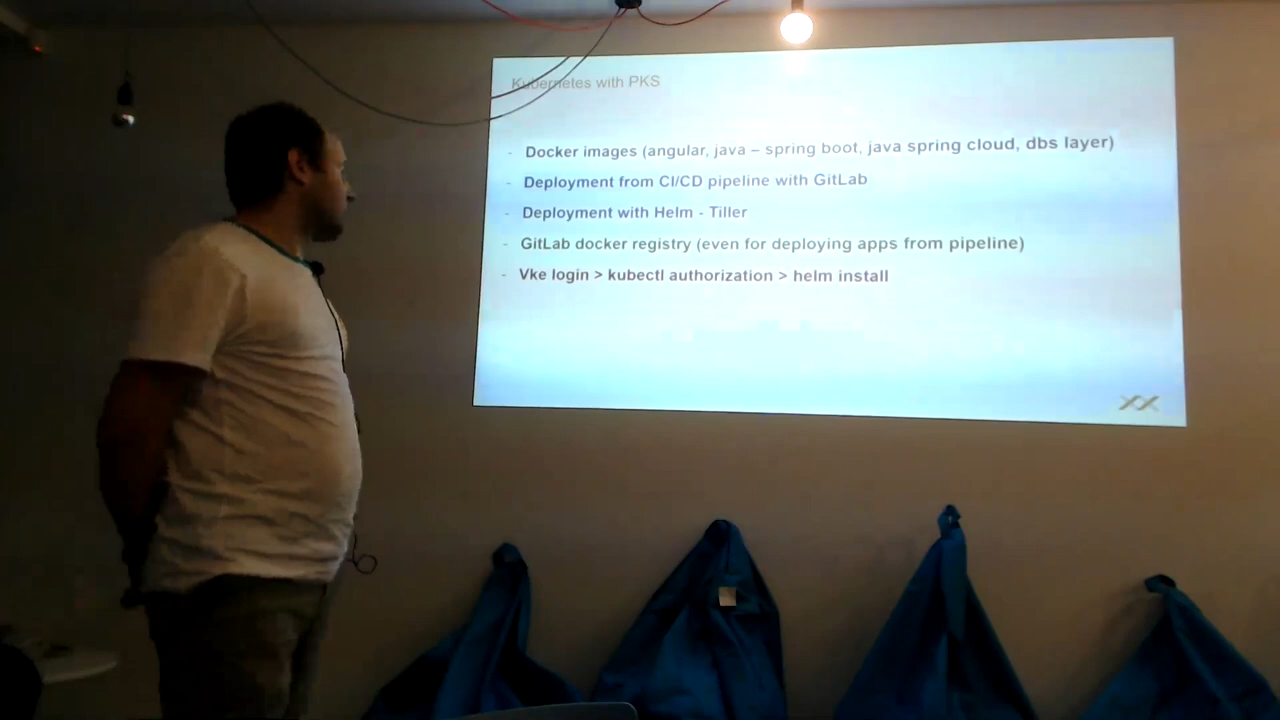 Kubernetes with PKS
- Docker images (angular, java – spring boot, java spring cloud, dbs layer)
- Deployment from CI/CD pipeline with GitLab
- Deployment with Helm - Tiller
- GitLab docker registry (even for deploying apps from pipeline)
- Vke login > kubectl authorization > helm install